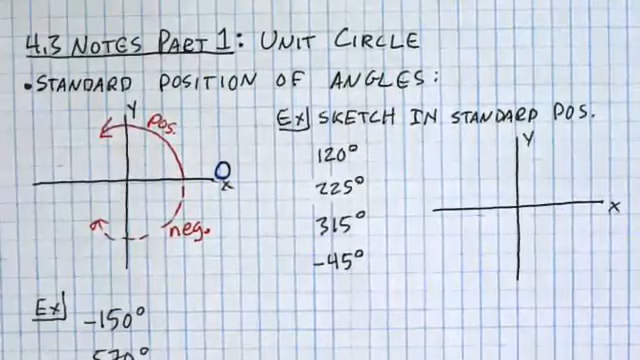 4.3 NOTES PART 1: UNIT CIRCLE
• STANDARD POSITION OF ANGLES:
Y
pos.
O
x
neg.
Ex) SKETCH IN STANDARD POS.
120°
225°
315°
-45°
Y
X
Ex)
-150°
570°